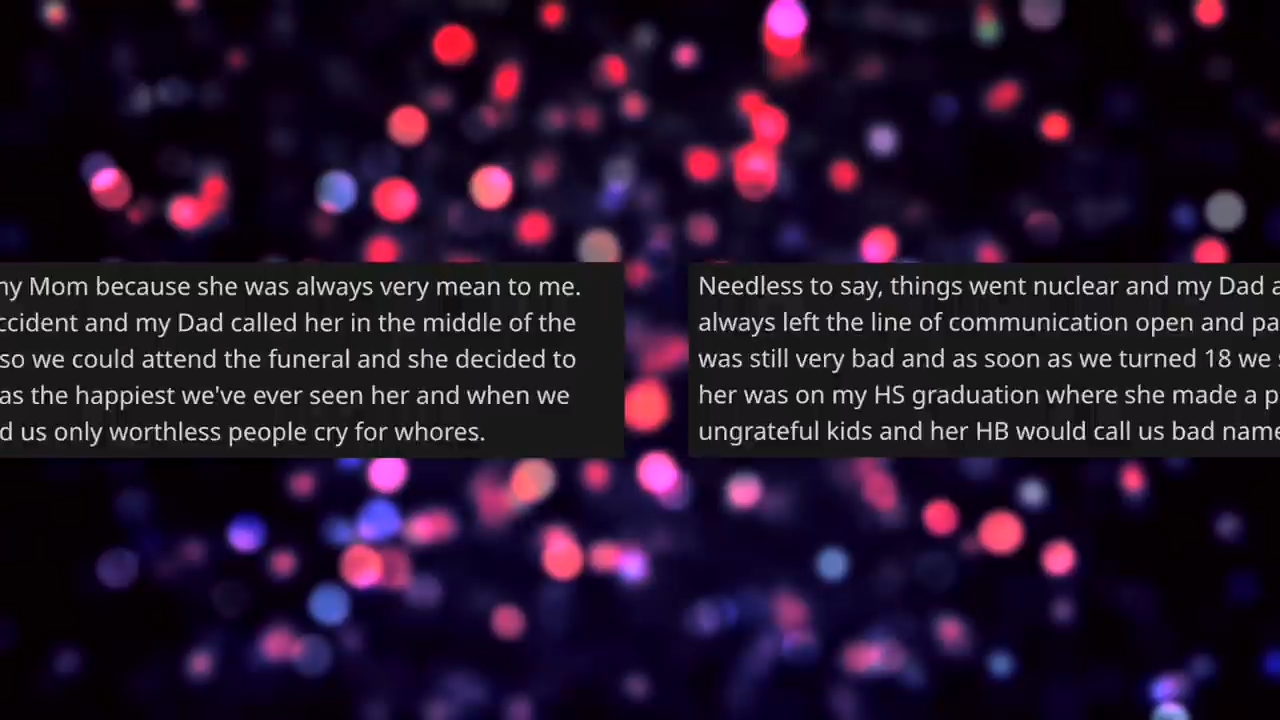 my Mom because she was always very mean to me.
accident and my Dad called her in the middle of the
so we could attend the funeral and she decided to
as the happiest we've ever seen her and when we
d us only worthless people cry for whores.
Needless to say, things went nuclear and my Dad a
always left the line of communication open and pa
was still very bad and as soon as we turned 18 we
her was on my HS graduation where she made a p
ungrateful kids and her HB would call us bad name